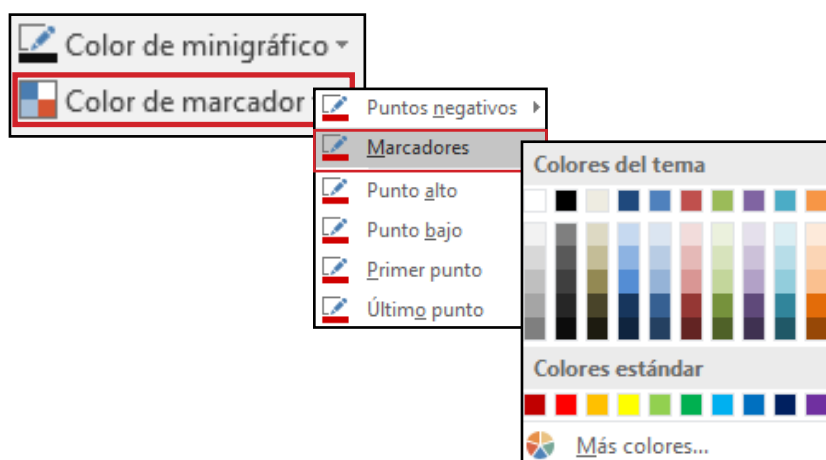 Color de minigráfico
Color de marcador
Puntos negativos
Marcadores
Punto alto
Punto bajo
Primer punto
Último punto
Colores del tema
Colores estándar
Más colores...